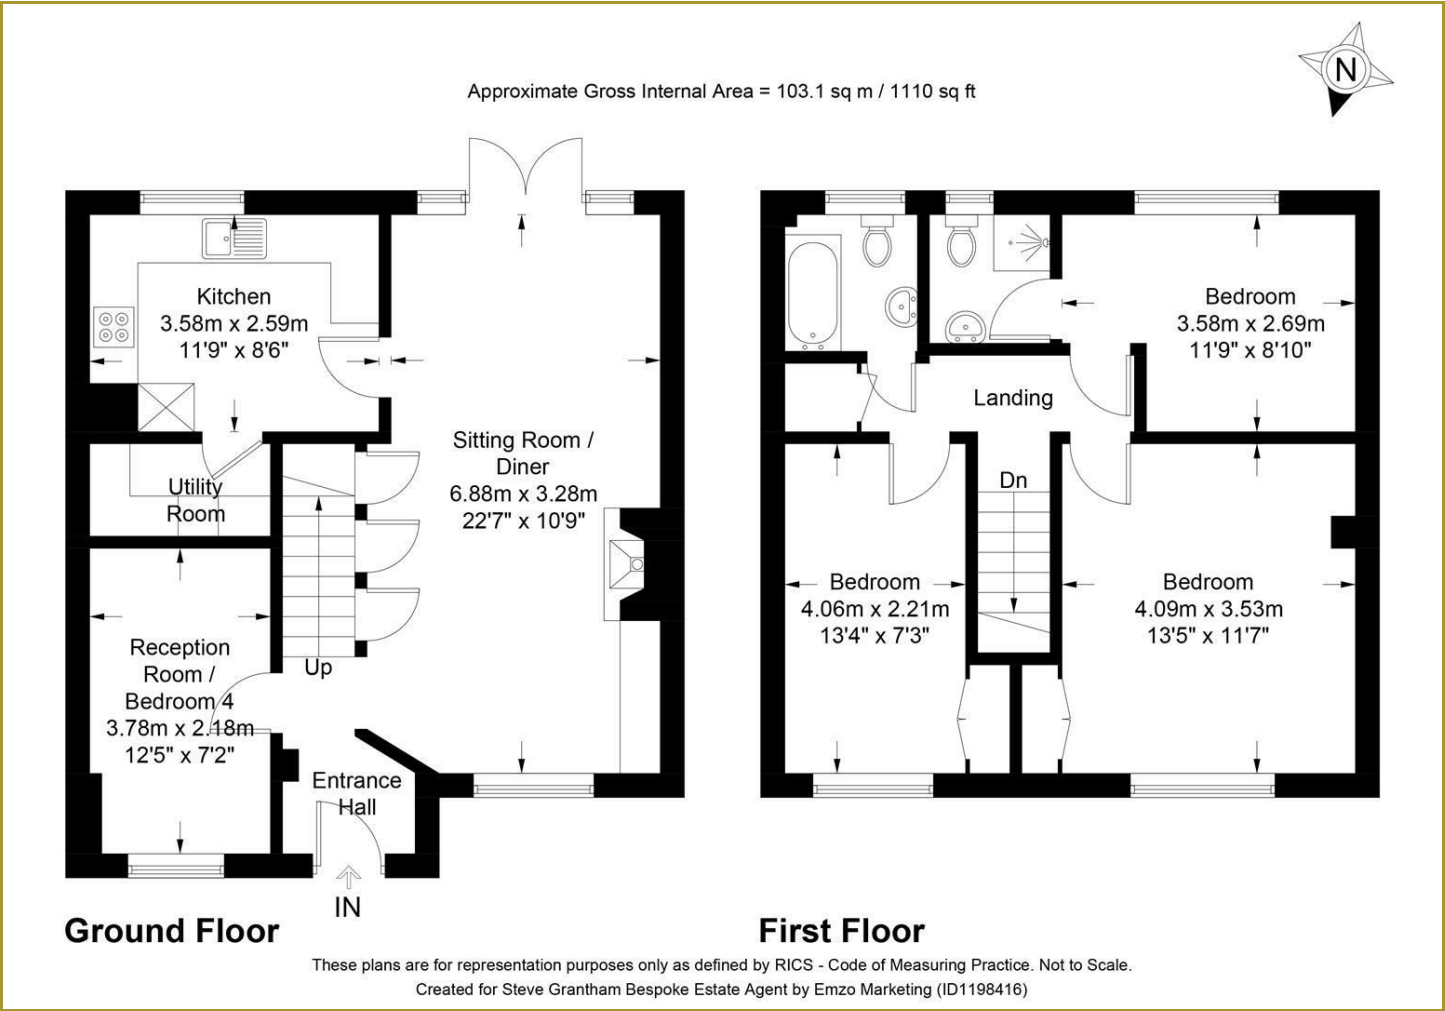 Approximate Gross Internal Area = 103.1 sq m / 1110 sq ft
N
Kitchen
3.58m x 2.59m
11'9" x 8'6"
Utility
Room
Sitting Room /
Diner
6.88m x 3.28m
22'7" x 10'9"
Reception
Room /
Bedroom 4
3.78m x 2.18m
12'5" x 7'2"
Up
Entrance
Hall
IN
Ground Floor
Bedroom
3.58m x 2.69m
11'9" x 8'10"
Landing
Dn
Bedroom
4.06m x 2.21m
13'4" x 7'3"
Bedroom
4.09m x 3.53m
13'5" x 11'7"
First Floor
These plans are for representation purposes only as defined by RICS - Code of Measuring Practice. Not to Scale.
Created for Steve Grantham Bespoke Estate Agent by Emzo Marketing (ID1198416)